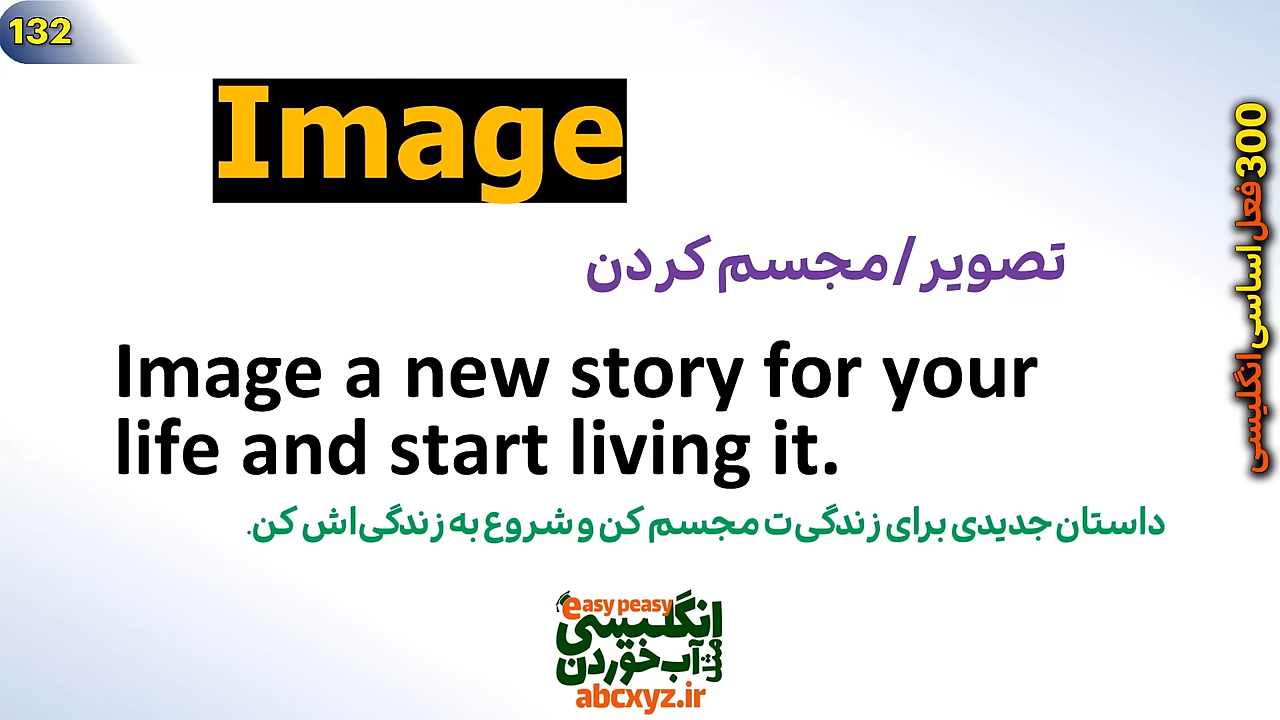 132
Image
تصویر/مجسم کردن
Image a new story for your
life and start living it.
داستان جدیدی برای زندگی‌ت مجسم کن و شروع به زندگی‌اش کن.
300 فعل اساسی انگلیسی
easy peasy
انگلیسی
مثل آب خوردن
abcxyz.ir